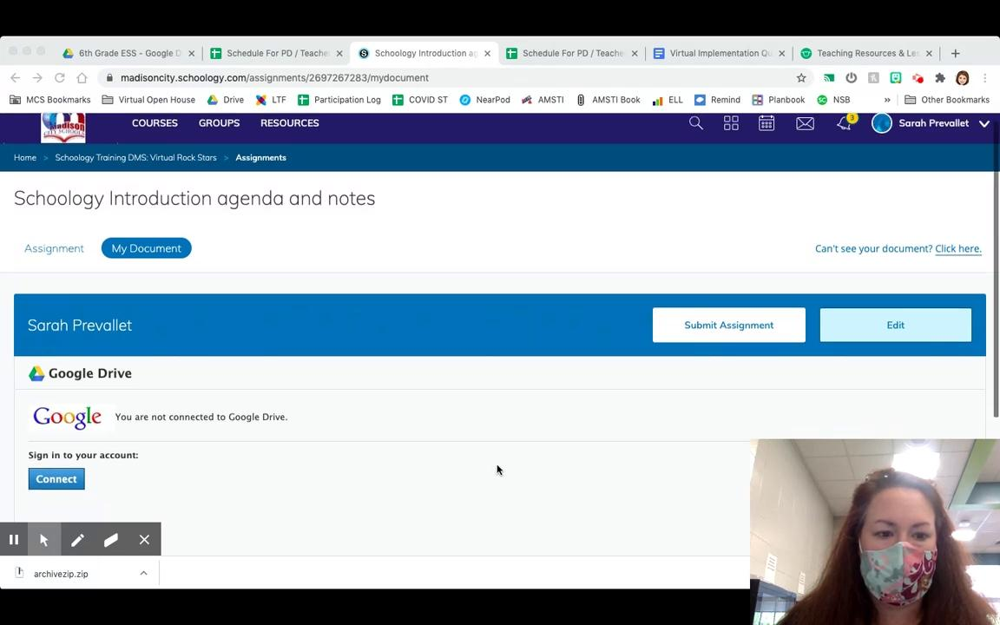 6th Grade ESS - Google D
Schedule For PD / Teache
Schoology Introduction ag
Schedule For PD / Teache
Virtual Implementation Qu
Teaching Resources & Les
madisoncity.schoology.com/assignments/2697267283/mydocument
MCS Bookmarks
Virtual Open House
Drive
LTF
Participation Log
COVID ST
NearPod
AMSTI
AMSTI Book
ELL
Remind
Planbook
NSB
»
Other Bookmarks
Madison
COURSES
GROUPS
RESOURCES
3
Sarah Prevallet
Home > Schoology Training DMS: Virtual Rock Stars > Assignments
Schoology Introduction agenda and notes
Assignment
My Document
Can't see your document? Click here.
Sarah Prevallet
Submit Assignment
Edit
Google Drive
Google
You are not connected to Google Drive.
Sign in to your account:
Connect
archivezip.zip